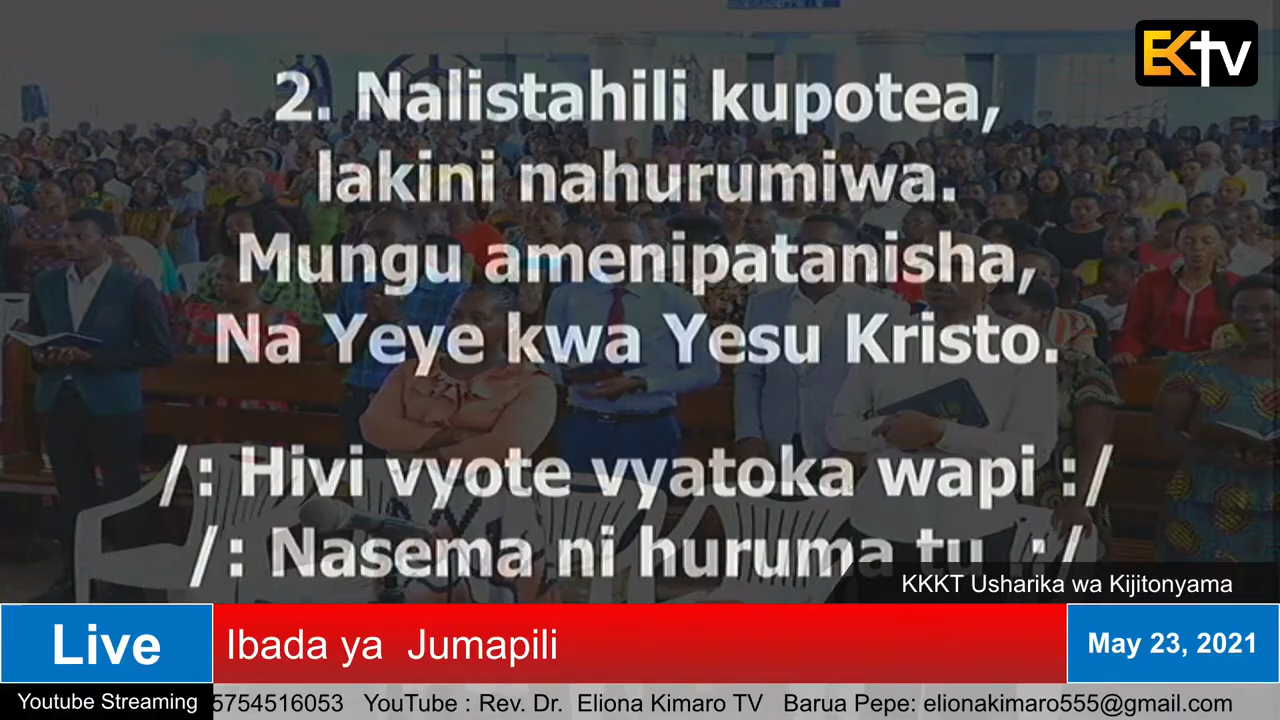 EKTV
2. Nalistahili kupotea,
lakini nahurumiwa.
Mungu amenipatanisha,
Na Yeye kwa Yesu Kristo.
/: Hivi vyote vyatoka wapi :/
/: Nasema ni huruma tu. :/
KKKT Usharika wa Kijitonyama
Live
Ibada ya Jumapili
May 23, 2021
Youtube Streaming
5754516053 YouTube : Rev. Dr. Eliona Kimaro TV Barua Pepe: elionakimaro555@gmail.com